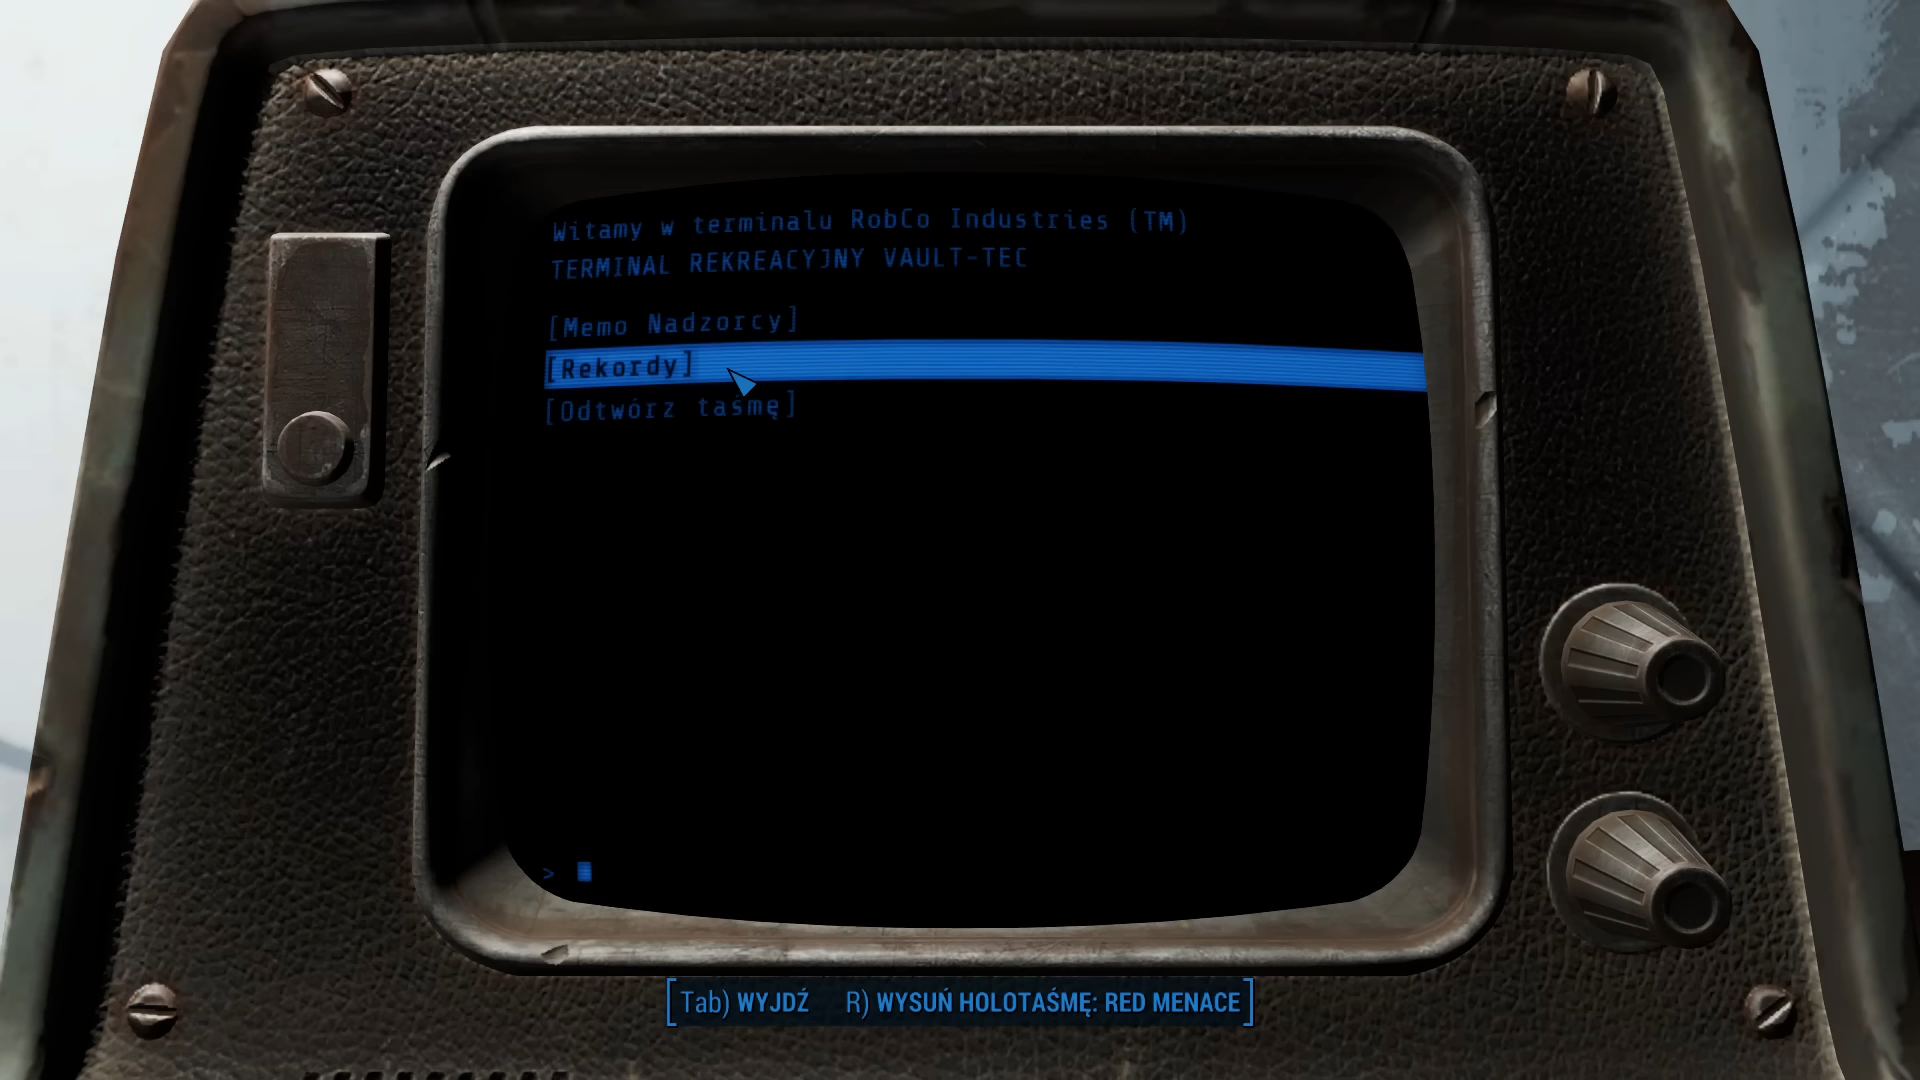 Witamy w terminalu RobCo Industries (TM)
TERMINAL REKREACYJNY VAULT-TEC
[Memo Nadzorcy]
[Rekordy]
[Odtwórz taśmę]
>
Tab) WYJDŹ R) WYSUŃ HOLOTAŚMĘ: RED MENACE